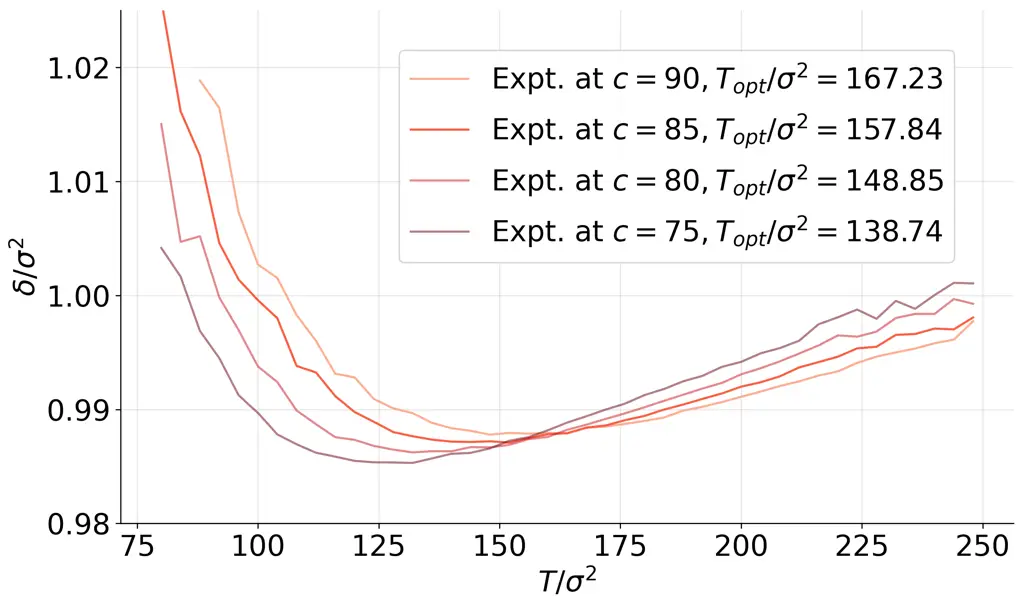 1.02
1.01
1.00
0.99
0.98
δ/σ²
Expt. at c = 90, T_opt/σ² = 167.23
Expt. at c = 85, T_opt/σ² = 157.84
Expt. at c = 80, T_opt/σ² = 148.85
Expt. at c = 75, T_opt/σ² = 138.74
75 100 125 150 175 200 225 250
T/σ²